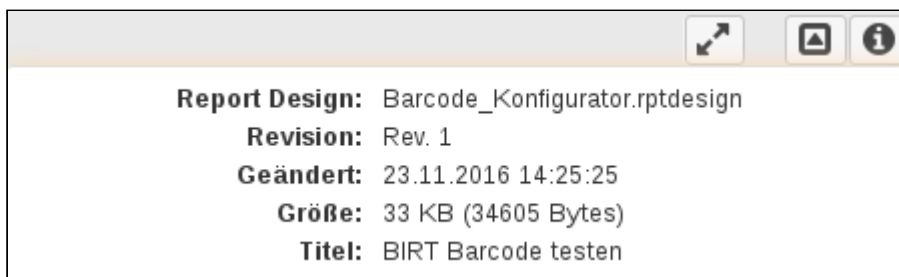 Report Design: Barcode_Konfigurator.rptdesign
Revision: Rev. 1
Geändert: 23.11.2016 14:25:25
Größe: 33 KB (34605 Bytes)
Titel: BIRT Barcode testen